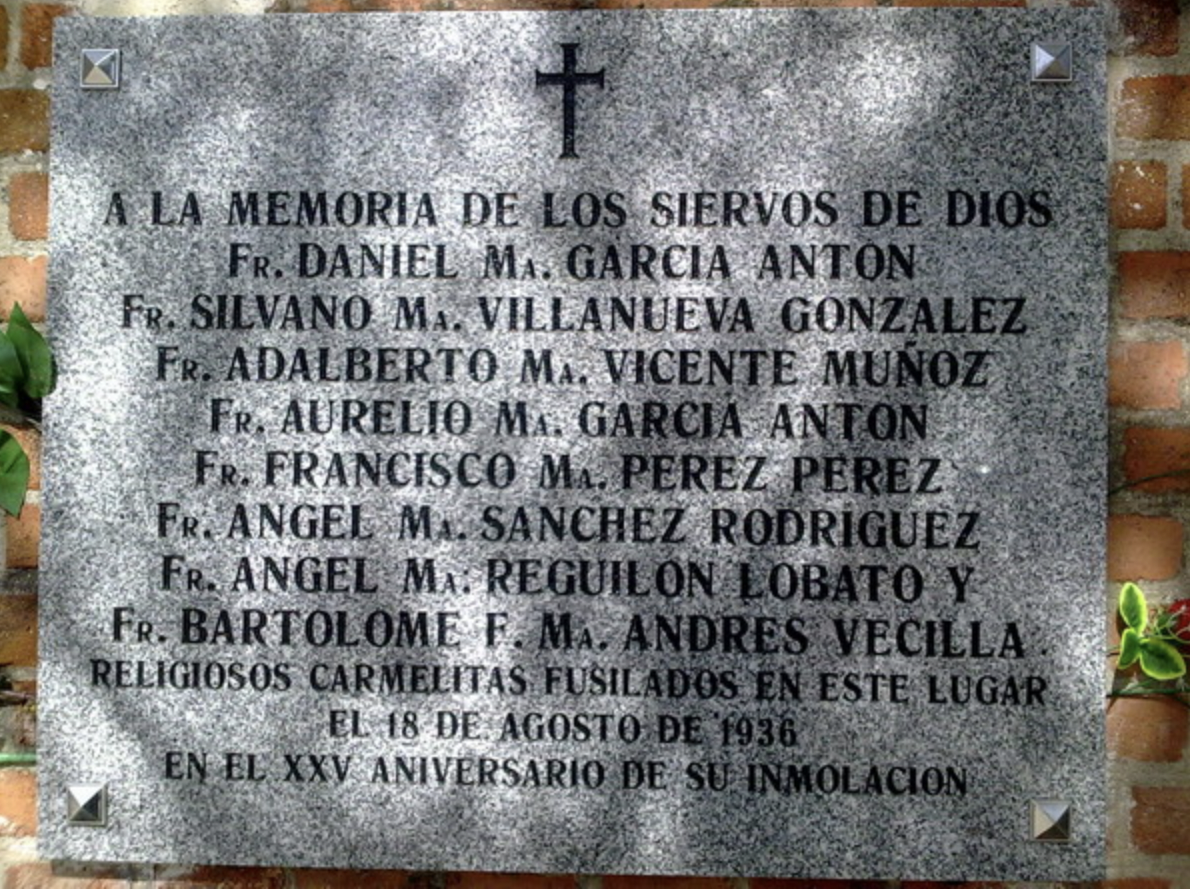 A LA MEMORIA DE LOS SIERVOS DE DIOS
FR. DANIEL MA. GARCIA ANTON
FR. SILVANO MA. VILLANUEVA GONZALEZ
FR. ADALBERTO MA. VICENTE MUÑOZ
FR. AURELIO MA. GARCIA ANTON
FR. FRANCISCO MA. PEREZ PEREZ
FR. ANGEL MA. SANCHEZ RODRIGUEZ
FR. ANGEL MA. REGUILON LOBATO Y
FR. BARTOLOME F. MA. ANDRES VECILLA
RELIGIOSOS CARMELITAS FUSILADOS EN ESTE LUGAR
EL 18 DE AGOSTO DE 1936
EN EL XXV ANIVERSARIO DE SU INMOLACION